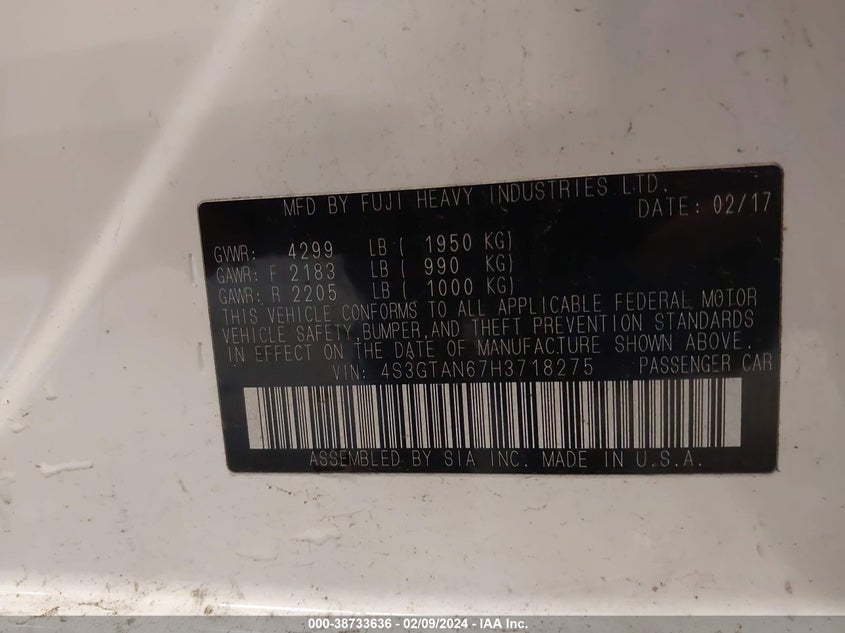 MFD BY FUJI HEAVY INDUSTRIES LTD.
DATE: 02/17
GVWR: 4299 LB ( 1950 KG)
GAWR: F 2183 LB ( 990 KG)
GAWR: R 2205 LB ( 1000 KG)
THIS VEHICLE CONFORMS TO ALL APPLICABLE FEDERAL MOTOR
VEHICLE SAFETY,BUMPER,AND THEFT PREVENTION STANDARDS
IN EFFECT ON THE DATE OF MANUFACTURE SHOWN ABOVE.
VIN: 4S3GTAN67H3718275 PASSENGER CAR
ASSEMBLED BY SIA INC. MADE IN U.S.A.
000-38733636 - 02/09/2024 - IAA Inc.